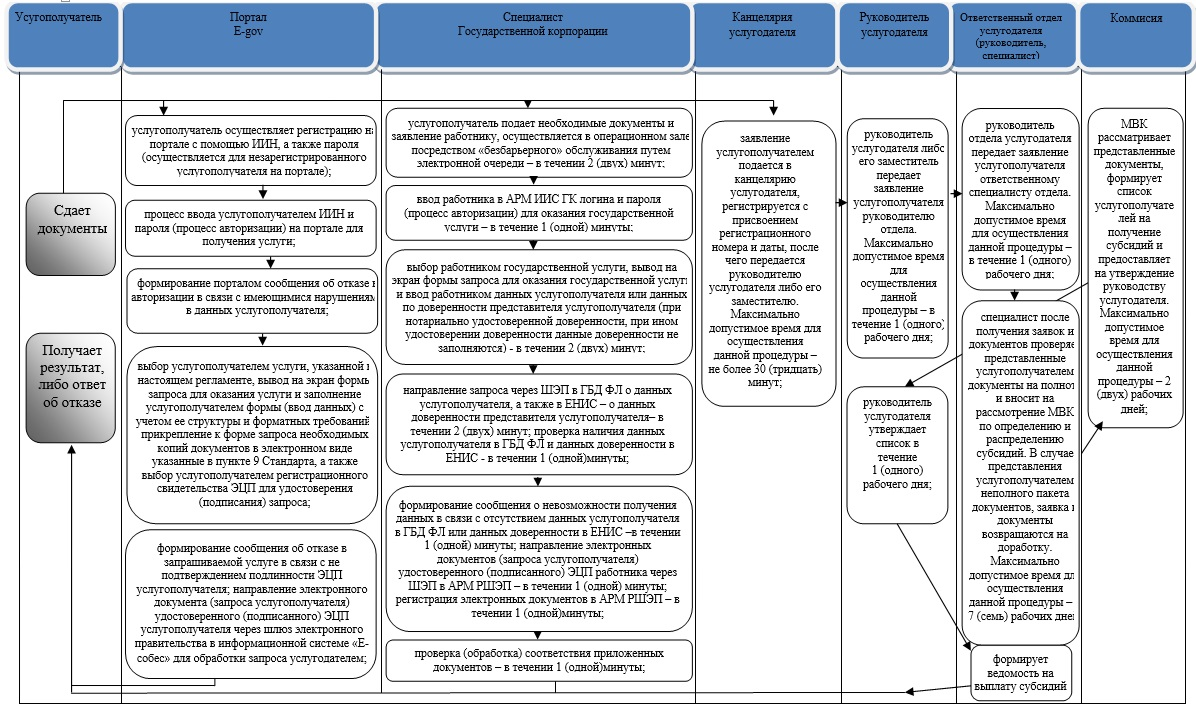 Усугополучатель
Портал
E-gov
Специалист
Государственной корпорации
Канцелярия
услугодателя
Руководитель
услугодателя
Ответственный отдел
услугодателя
(руководитель,
специалист)
Коммисия
Сдает
документы
Получает
результат,
либо ответ
об отказе
услугополучатель осуществляет регистрацию на
портале с помощью ИИН, а также пароля
(осуществляется для незарегистрированного
услугополучателя на портале);
процесс ввода услугополучателем ИИН и
пароля (процесс авторизации) на портале для
получения услуги;
формирование порталом сообщения об отказе в
авторизации в связи с имеющимися нарушениям
в данных услугополучателя;
выбор услугополучателем услуги, указанной в
настоящем регламенте, вывод на экран формы
запроса для оказания услуги и заполнение
услугополучателем формы (ввод данных) с
учетом ее структуры и форматных требований
прикрепление к форме запроса необходимых
копий документов в электронном виде
указанные в пункте 9 Стандарта, а также
выбор услугополучателем регистрационного
свидетельства ЭЦП для удостоверения
(подписания) запроса;
формирование сообщения об отказе в
запрашиваемой услуге в связи с не
подтверждением подлинности ЭЦП
услугополучателя; направление электронного
документа (запроса услугополучателя)
удостоверенного (подписанного) ЭЦП
услугополучателя через шлюз электронного
правительства в информационной системе «Е-
собес» для обработки запроса услугодателем;
услугополучатель подает необходимые документы и
заявление работнику, осуществляется в операционном зале
посредством «безбарьерного» обслуживания путем
электронной очереди – в течении 2 (двух) минут;
ввод работника в АРМ ИИС ГК логина и пароля
(процесс авторизации) для оказания государственной
услуги – в течение 1 (одной) минуты;
выбор работником государственной услуги, вывод на
экран формы запроса для оказания государственной услуги
и ввод работником данных услугополучателя или данных
по доверенности представителя услугополучателя (при
нотариально удостоверенной доверенности, при ином
удостоверении доверенности данные доверенности не
заполняются) - в течении 2 (двух) минут;
направление запроса через ШЭП в ГБД ФЛ о данных
услугополучателя, а также в ЕНИС – о данных
доверенности представителя услугополучателя– в
течении 2 (двух) минут; проверка наличия данных
услугополучателя в ГБД ФЛ и данных доверенности в
ЕНИС - в течении 1 (одной)минуты;
формирование сообщения о невозможности получения
данных в связи с отсутствием данных услугополучателя
в ГБД ФЛ или данных доверенности в ЕНИС –в течении
1 (одной) минуты; направление электронных
документов (запроса услугополучателя)
удостоверенного (подписанного) ЭЦП работника через
ШЭП в АРМ РШЭП – в течении 1 (одной) минуты;
регистрация электронных документов в АРМ РШЭП – в
течении 1 (одной)минуты;
проверка (обработка) соответствия приложенных
документов – в течении 1 (одной)минуты;
заявление
услугополучателем
подается в
канцелярию
услугодателя,
регистрируется с
присвоением
регистрационного
номера и даты, после
чего передается
руководителю
услугодателя либо его
заместителю.
Максимально
допустимое время для
осуществления
данной процедуры –
не более 30 (тридцать)
минут;
руководитель
услугодателя либо
его заместитель
передает
заявление
услугополучателя
руководителю
отдела.
Максимально
допустимое время
для
осуществления
данной
процедуры – в
течение 1 (одного)
рабочего дня;
руководитель
услугодателя
утверждает
список в
течение
1 (одного)
рабочего дня;
руководитель
отдела услугодателя
передает заявление
услугополучателя
ответственному
специалисту отдела.
Максимально
допустимое время
для осуществления
данной процедуры –
в течение 1 (одного)
рабочего дня;
специалист после
получения заявок и
документов проверяе
представленные
услугополучателем
документы на полнот
и вносит на
рассмотрение МВК
по определению и
распределению
субсидий. В случае
представления
услугополучателем
неполного пакета
документов, заявка и
документы
возвращаются на
доработку.
Максимально
допустимое время для
осуществления
данной процедуры –
7 (семь) рабочих дне
формирует
ведомость на
выплату субсидий
МВК
рассматривает
представленные
документы,
формирует
список
услугополучате
лей на
получение
субсидий и
предоставляет
на утверждение
руководству
услугодателя.
Максимально
допустимое
время для
осуществления
данной
процедуры – 2
(двух) рабочих
дней;